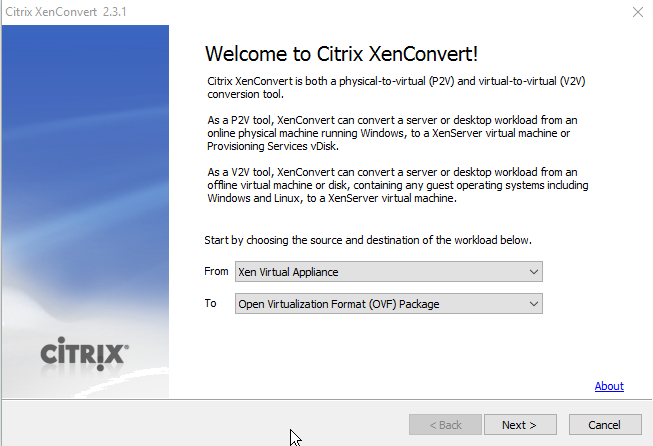 Citrix XenConvert 2.3.1
Welcome to Citrix XenConvert!
Citrix XenConvert is both a physical-to-virtual (P2V) and virtual-to-virtual (V2V)
conversion tool.
As a P2V tool, XenConvert can convert a server or desktop workload from an
online physical machine running Windows, to a XenServer virtual machine or
Provisioning Services vDisk.
As a V2V tool, XenConvert can convert a server or desktop workload from an
offline virtual machine or disk, containing any guest operating systems including
Windows and Linux, to a XenServer virtual machine.
Start by choosing the source and destination of the workload below.
From Xen Virtual Appliance
To Open Virtualization Format (OVF) Package
CİTRIX®
About
< Back Next > Cancel